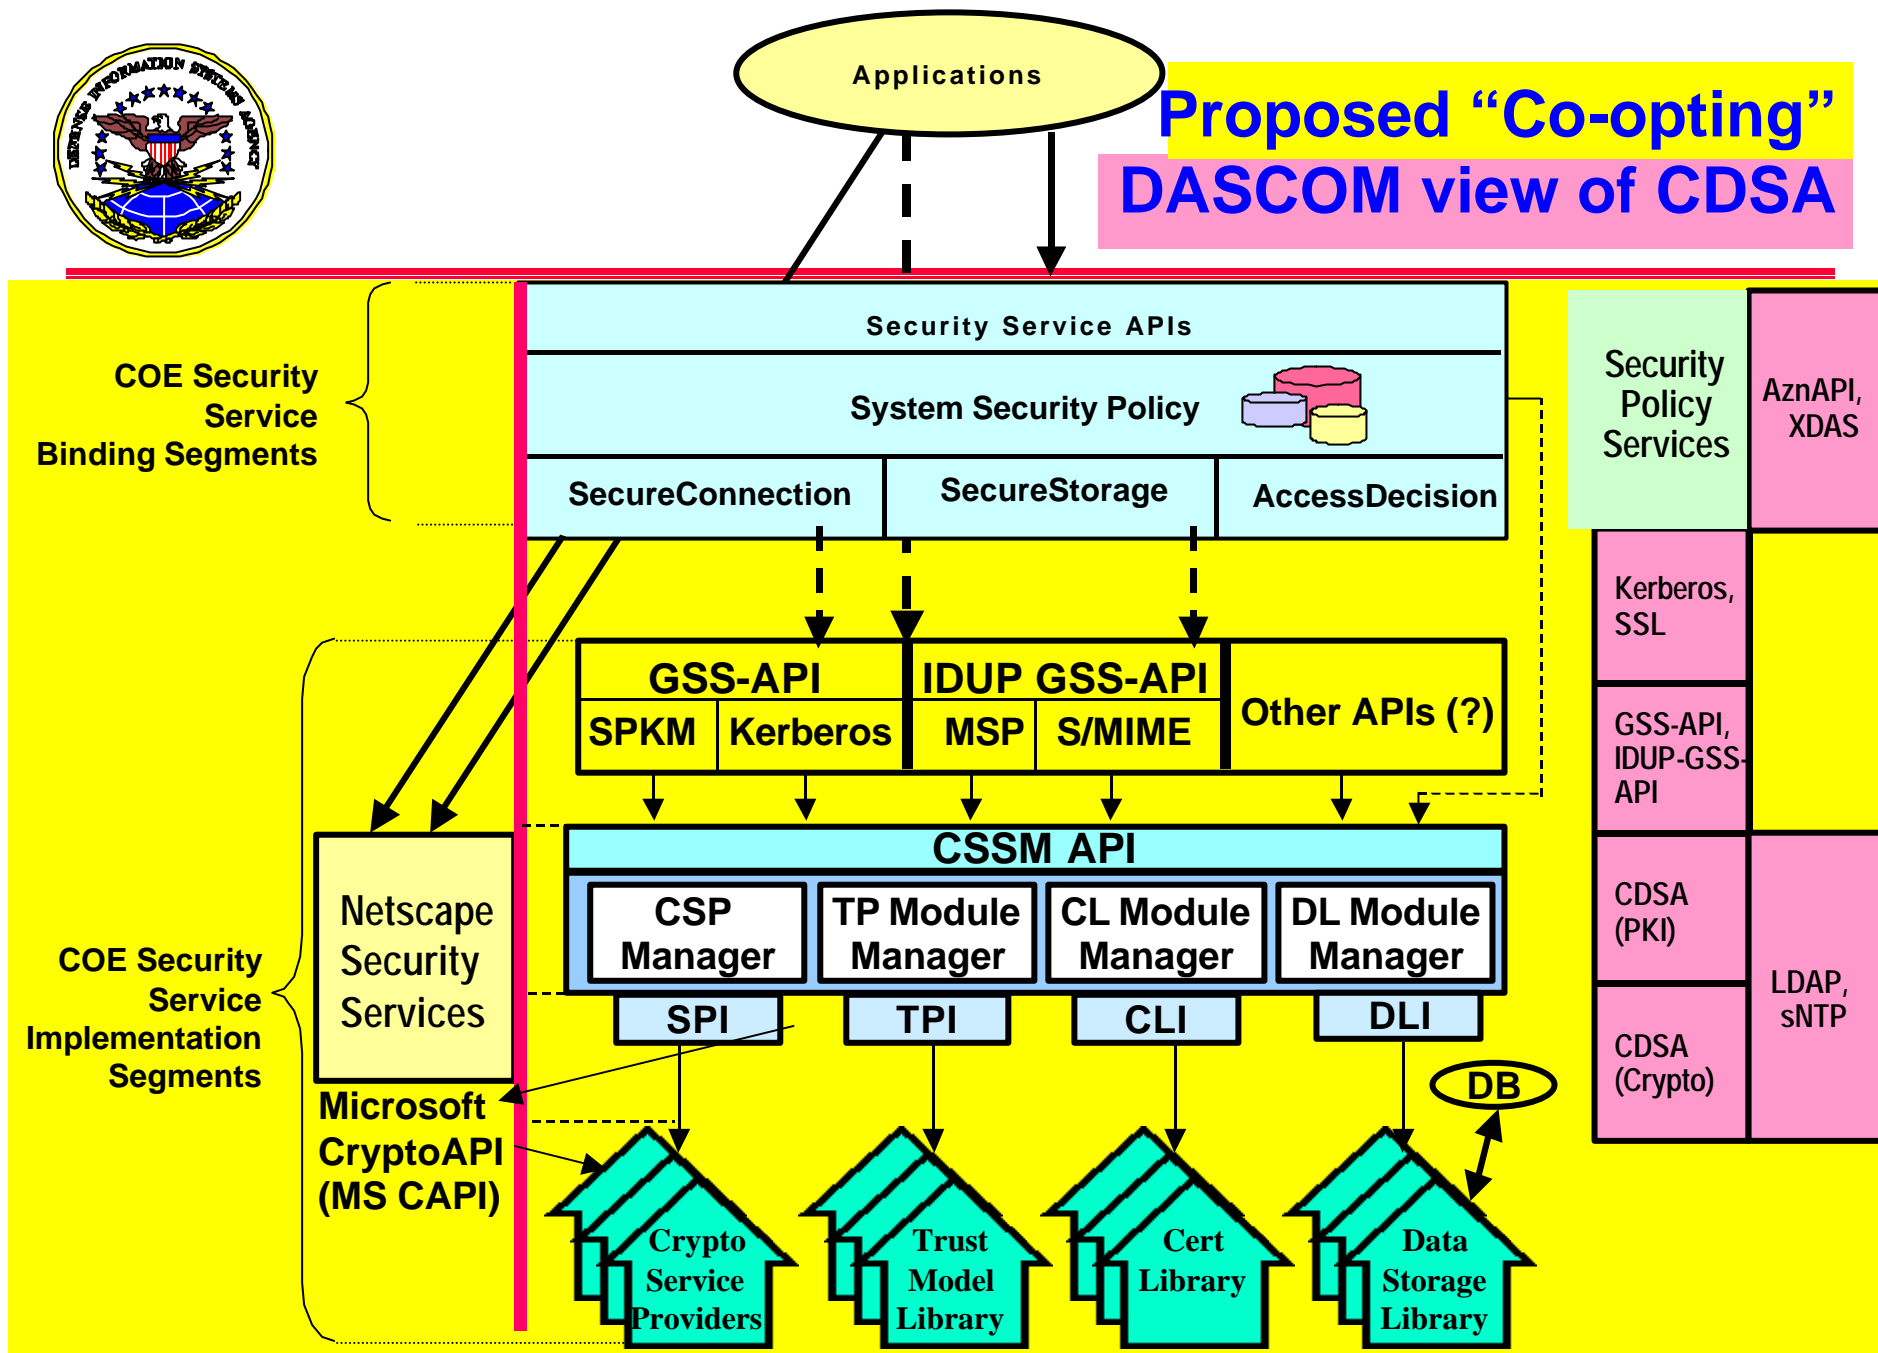 DEFENSE INFORMATION SYSTEMS AGENCY
Applications
Proposed “Co-opting”
DASCOM view of CDSA
COE Security
Service
Binding Segments
Security Service APIs
System Security Policy
SecureConnection
SecureStorage
AccessDecision
Security
Policy
Services
AznAPI,
XDAS
Kerberos,
SSL
GSS-API,
IDUP-GSS-
API
CDSA
(PKI)
CDSA
(Crypto)
LDAP,
sNTP
GSS-API
SPKM
Kerberos
IDUP GSS-API
MSP
S/MIME
Other APIs (?)
CSSM API
CSP
Manager
TP Module
Manager
CL Module
Manager
DL Module
Manager
SPI
TPI
CLI
DLI
COE Security
Service
Implementation
Segments
Netscape
Security
Services
Microsoft
CryptoAPI
(MS CAPI)
DB
Crypto
Service
Providers
Trust
Model
Library
Cert
Library
Data
Storage
Library